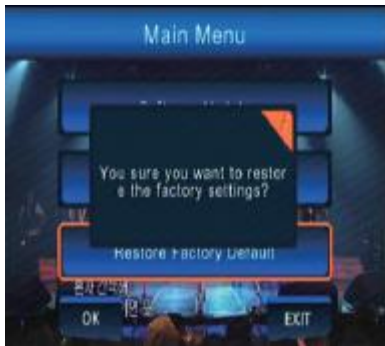 Main Menu
You sure you want to restor
e the factory settings?
Restore Factory Default
OK
EXIT